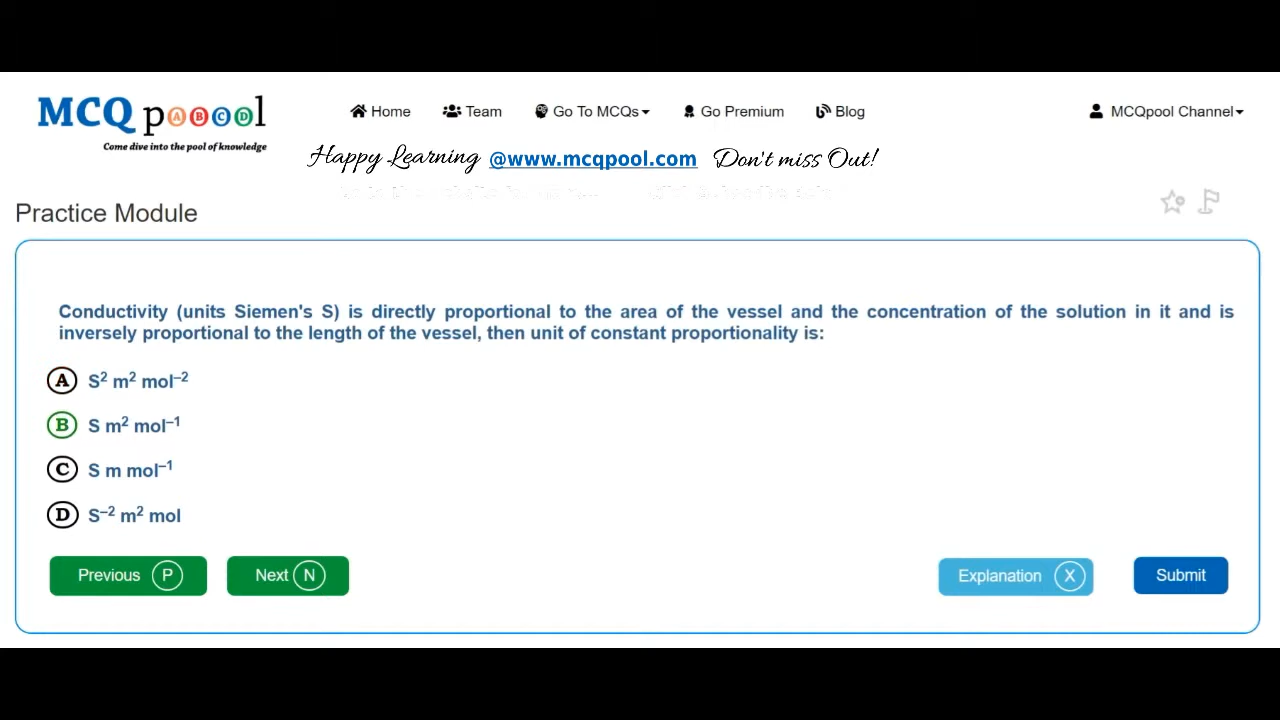 MCQ pABCDl
Home Team Go To MCQs Go Premium Blog MCQpool Channel
Come dive into the pool of knowledge
Happy Learning @www.mcqpool.com Don't miss Out!
Practice Module
Conductivity (units Siemen's S) is directly proportional to the area of the vessel and the concentration of the solution in it and is
inversely proportional to the length of the vessel, then unit of constant proportionality is:
A S² m² mol⁻²
B S m² mol⁻¹
C S m mol⁻¹
D S⁻² m² mol
Previous P Next N Explanation X Submit